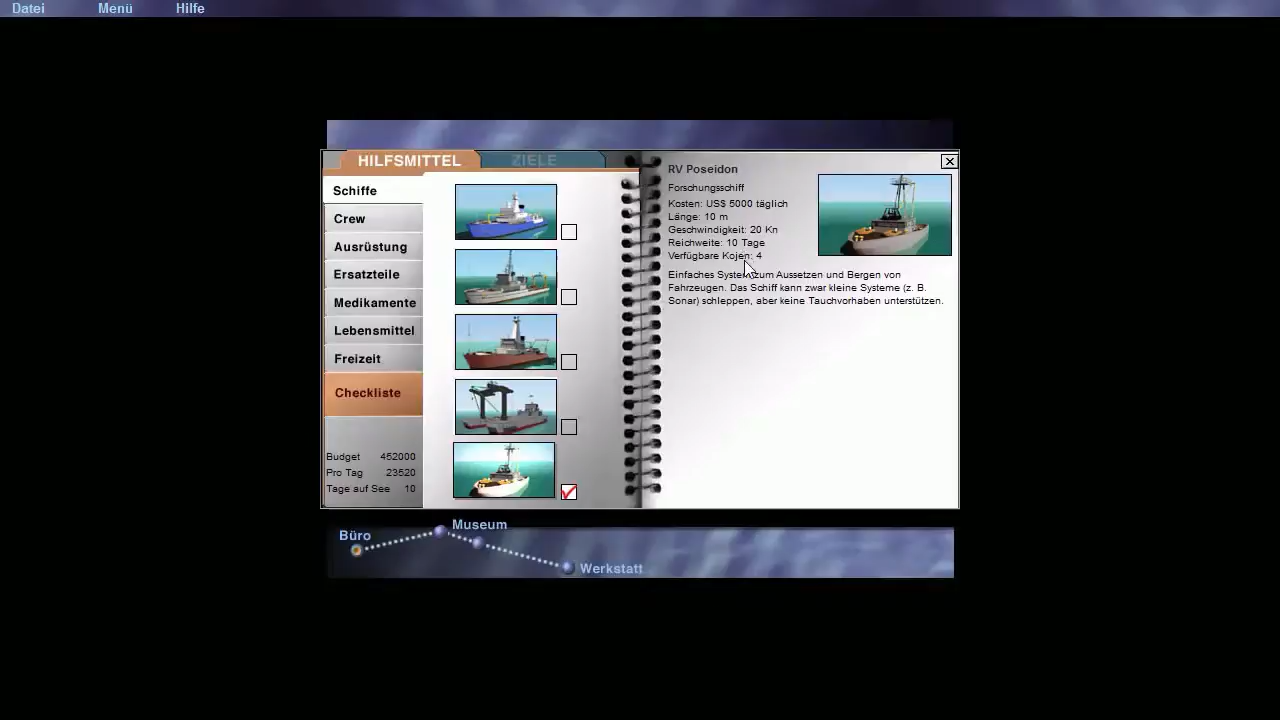 Datei Menü Hilfe
HILFSMITTEL ZIELE
Schiffe
Crew
Ausrüstung
Ersatzteile
Medikamente
Lebensmittel
Freizeit
Checkliste
Budget 452000
Pro Tag 23520
Tage auf See 10
RV Poseidon
Forschungsschiff
Kosten: US$ 5000 täglich
Länge: 10 m
Geschwindigkeit: 20 Kn
Reichweite: 10 Tage
Verfügbare Kojen: 4
Einfaches System zum Aussetzen und Bergen von
Fahrzeugen. Das Schiff kann zwar kleine Systeme (z. B.
Sonar) schleppen, aber keine Tauchvorhaben unterstützen.
Büro
Museum
Werkstatt